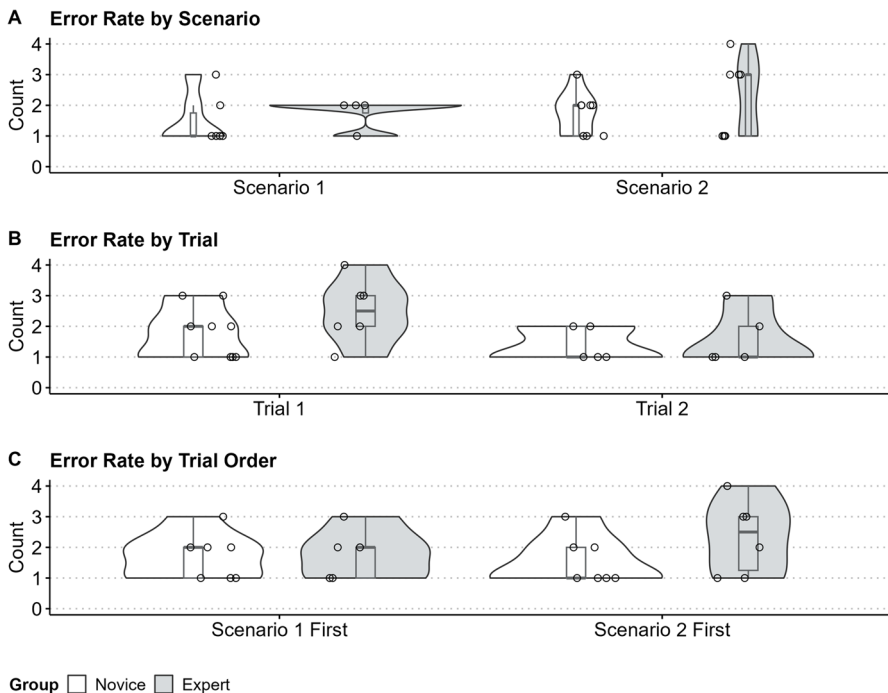 A Error Rate by Scenario
4
3
2
1
0
Count
Scenario 1 Scenario 2
B Error Rate by Trial
4
3
2
1
0
Count
Trial 1 Trial 2
C Error Rate by Trial Order
4
3
2
1
0
Count
Scenario 1 First Scenario 2 First
Group Novice Expert